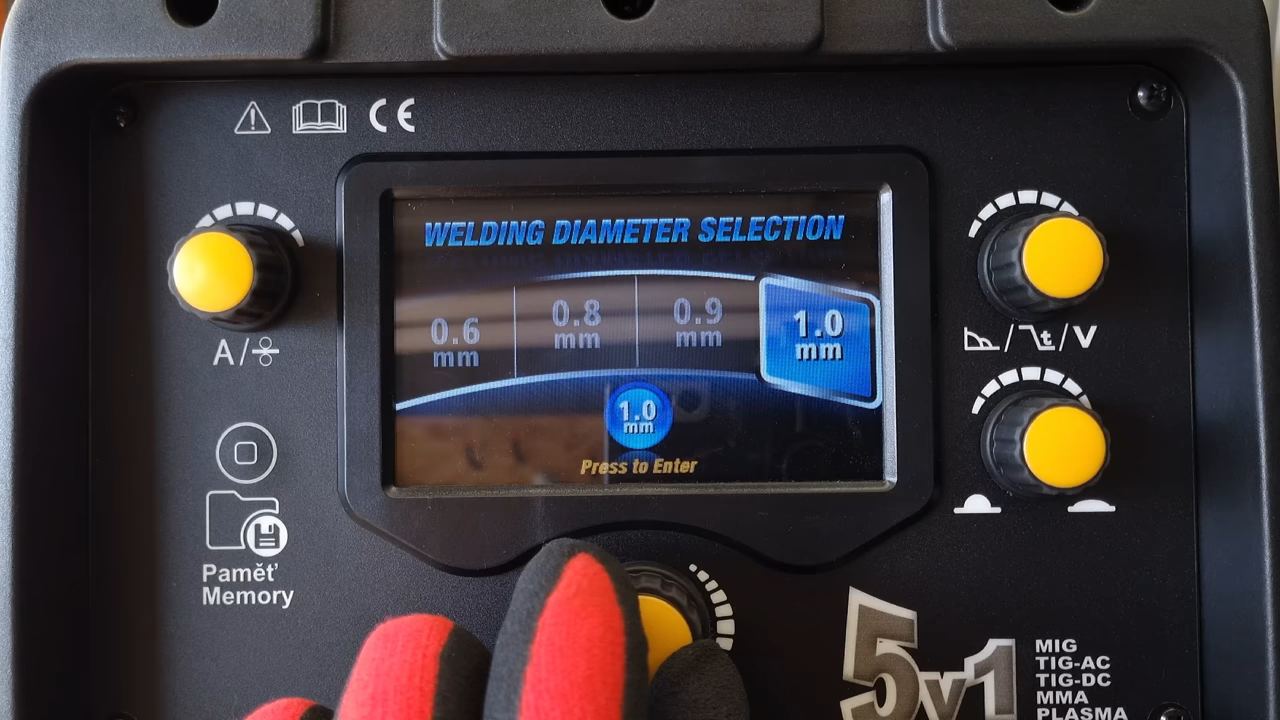 CE
WELDING DIAMETER SELECTION
0.6
mm
0.8
mm
0.9
mm
1.0
mm
1.0
mm
Press to Enter
A/
/t/V
Paměť
Memory
5v1
MIG
TIG-AC
TIG-DC
MMA
PLASMA